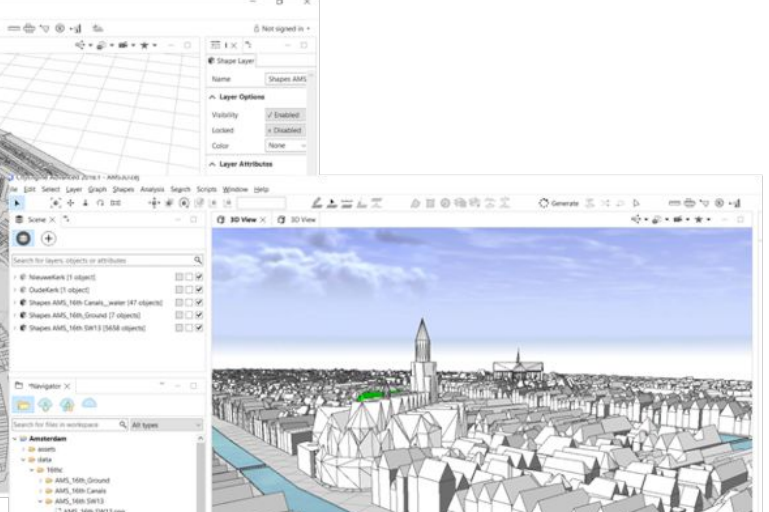 Not signed in
Shape Layer
Name Shapes AMS
Layer Options
Visibility Enabled
Locked Disabled
Color None
Layer Attributes
Edit Select Layer Graph Shapes Analysis Search Scripts Window Help
Generate
Scene
3D View
3D View
Search for layers, objects or attributes
NieuweKerk [1 object]
OudeKerk [1 object]
Shapes AMS_16th Canals_water [47 objects]
Shapes AMS_16th_Ground [7 objects]
Shapes AMS_16th SW13 [5658 objects]
*Navigator
Search for files in workspace
All types
Amsterdam
assets
data
16thc
AMS_16th_Ground
AMS_16th Canals
AMS_16th SW13